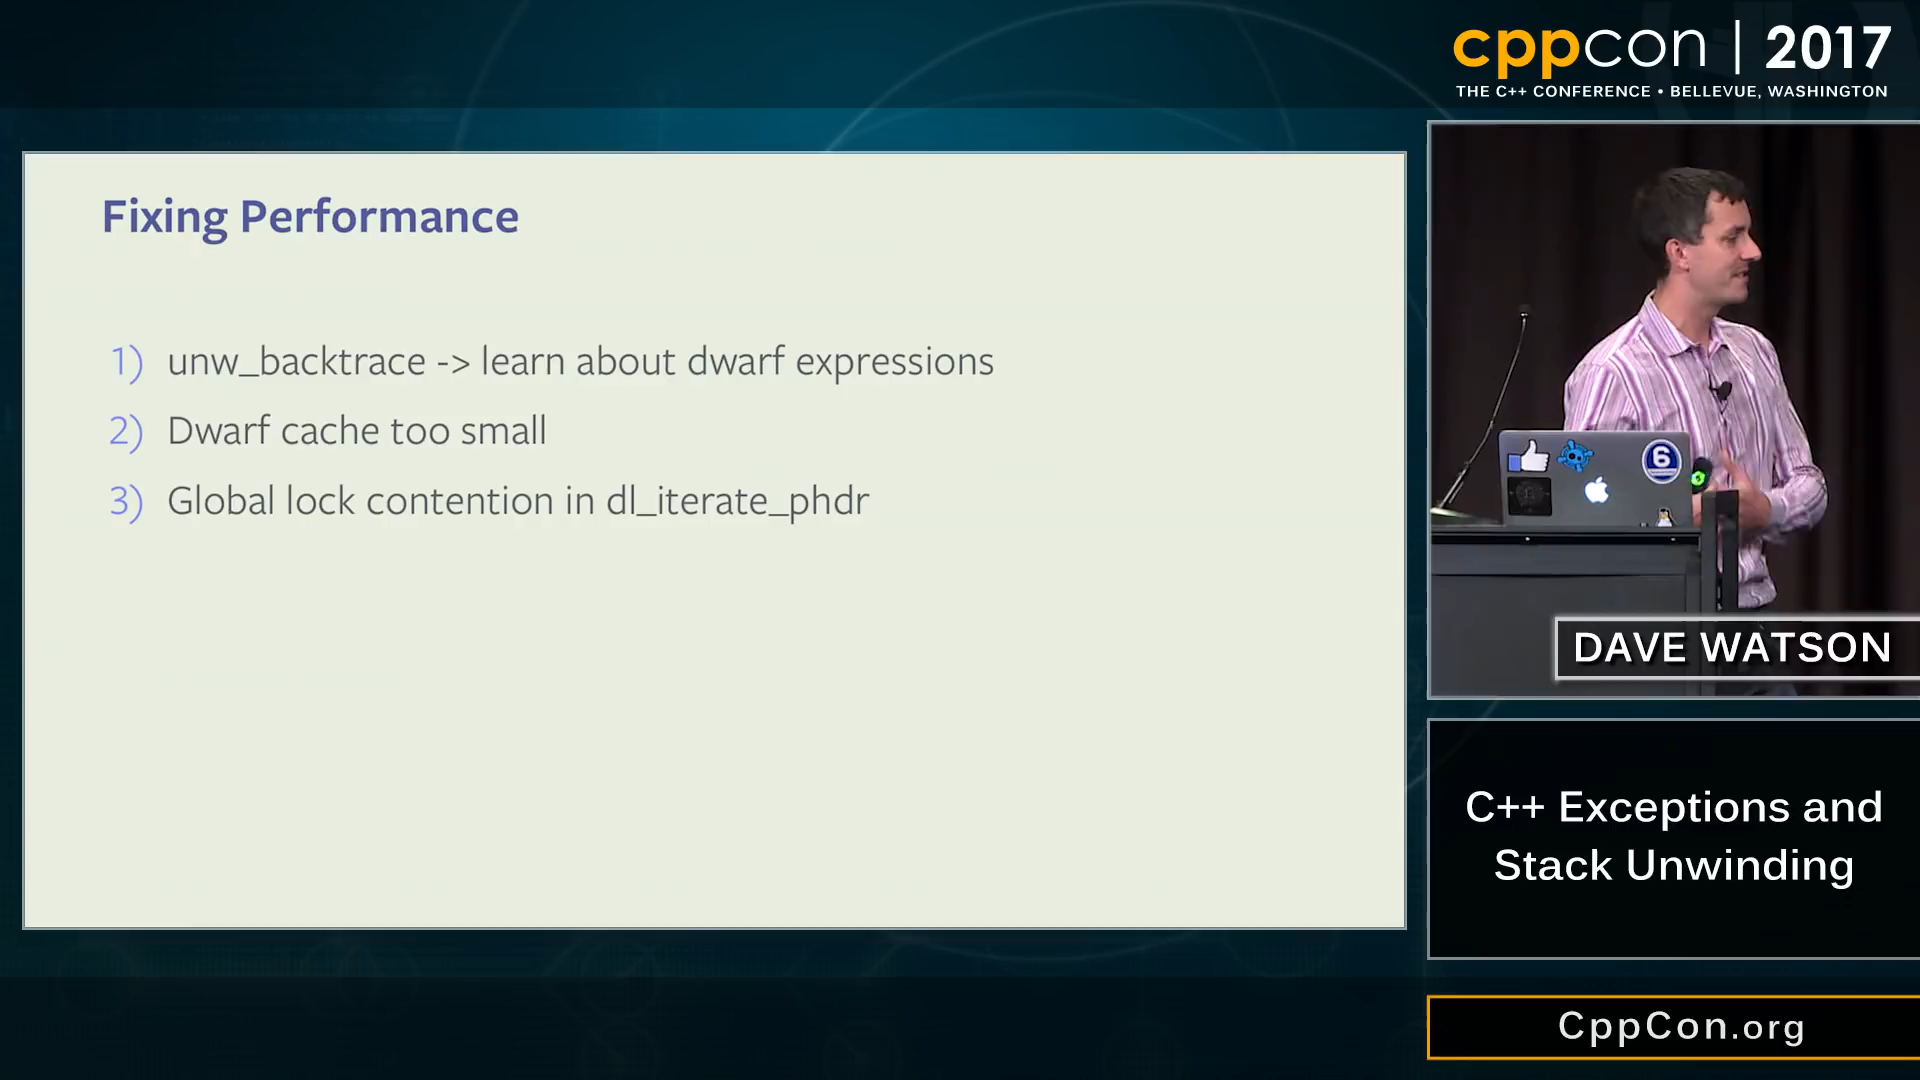 cppcon | 2017
THE C++ CONFERENCE • BELLEVUE, WASHINGTON
Fixing Performance
1) unw_backtrace -> learn about dwarf expressions
2) Dwarf cache too small
3) Global lock contention in dl_iterate_phdr
6
DAVE WATSON
C++ Exceptions and
Stack Unwinding
CppCon.org